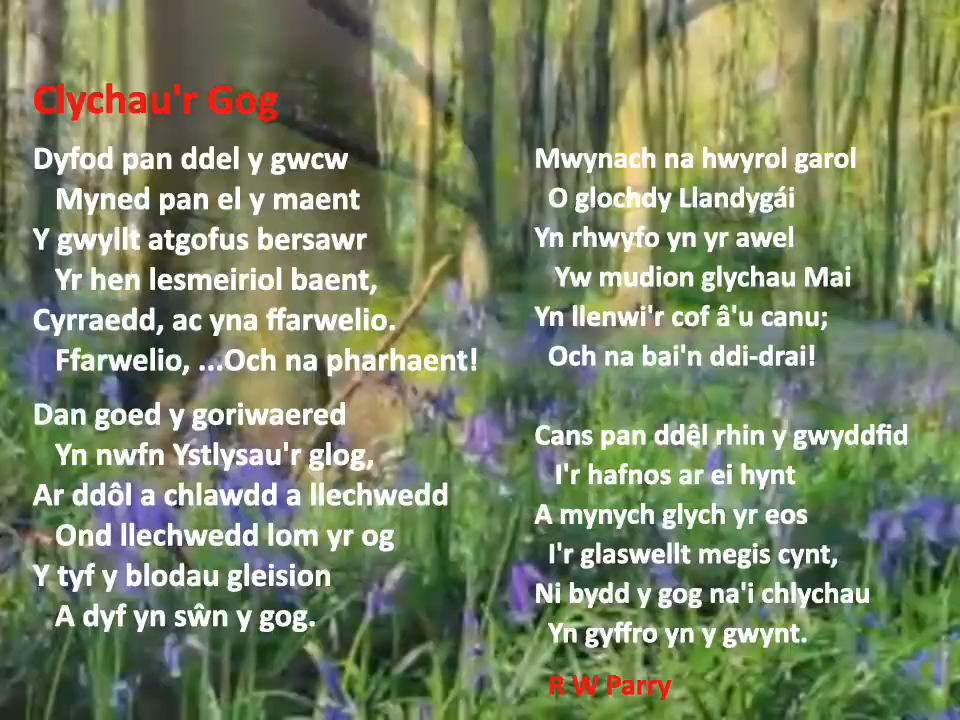 Clychau'r Gog
Dyfod pan ddel y gwcw
Myned pan el y maent
Y gwyllt atgofus bersawr
Yr hen lesmeiriol baent,
Cyrraedd, ac yna ffarwelio.
Ffarwelio, ...Och na pharhaent!
Dan goed y goriwaered
Yn nwfn Ystlysau'r glog,
Ar ddôl a chlawdd a llechwedd
Ond llechwedd lom yr og
Y tyf y blodau gleision
A dyf yn sŵn y gog.
Mwynach na hwyrol garol
O glochdy Llandygái
Yn rhwyfo yn yr awel
Yw mudion glychau Mai
Yn llenwi'r cof â'u canu;
Och na bai'n ddi-drai!
Cans pan ddêl rhin y gwyddfid
I'r hafnos ar ei hynt
A mynych glych yr eos
I'r glaswellt megis cynt,
Ni bydd y gog na'i chlychau
Yn gyffro yn y gwynt.
R W Parry